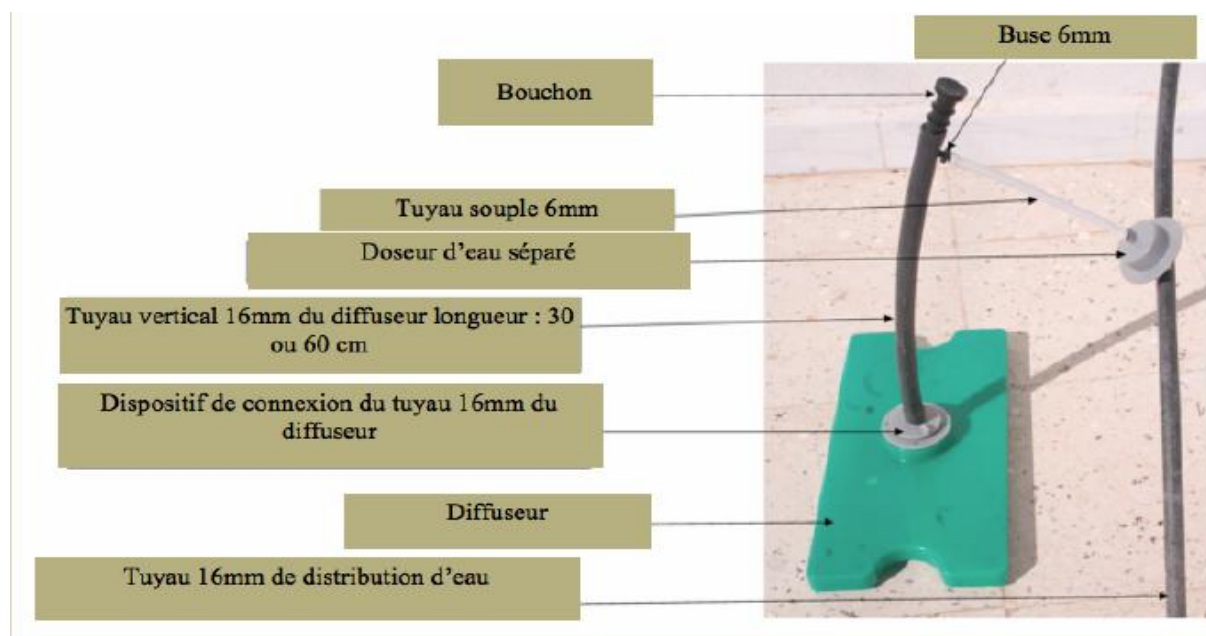 Buse 6mm
Bouchon
Tuyau souple 6mm
Doseur d'eau séparé
Tuyau vertical 16mm du diffuseur longueur : 30
ou 60 cm
Dispositif de connexion du tuyau 16mm du
diffuseur
Diffuseur
Tuyau 16mm de distribution d'eau